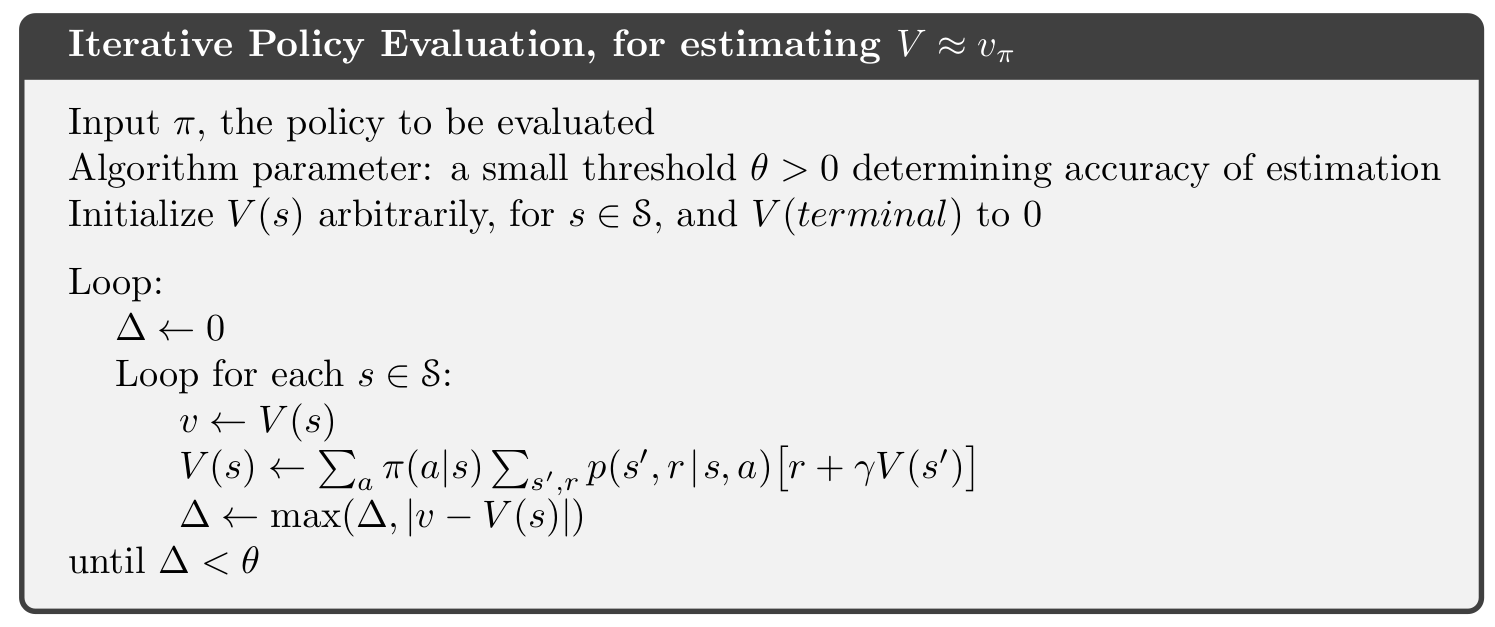 Iterative Policy Evaluation, for estimating V ≈ v_π
Input π, the policy to be evaluated
Algorithm parameter: a small threshold θ > 0 determining accuracy of estimation
Initialize V(s) arbitrarily, for s ∈ 𝒮, and V(terminal) to 0
Loop:
Δ ← 0
Loop for each s ∈ 𝒮:
v ← V(s)
V(s) ← ∑_a π(a|s) ∑_{s′,r} p(s′, r | s, a)[r + γV(s′)]
Δ ← max(Δ, |v − V(s)|)
until Δ < θ